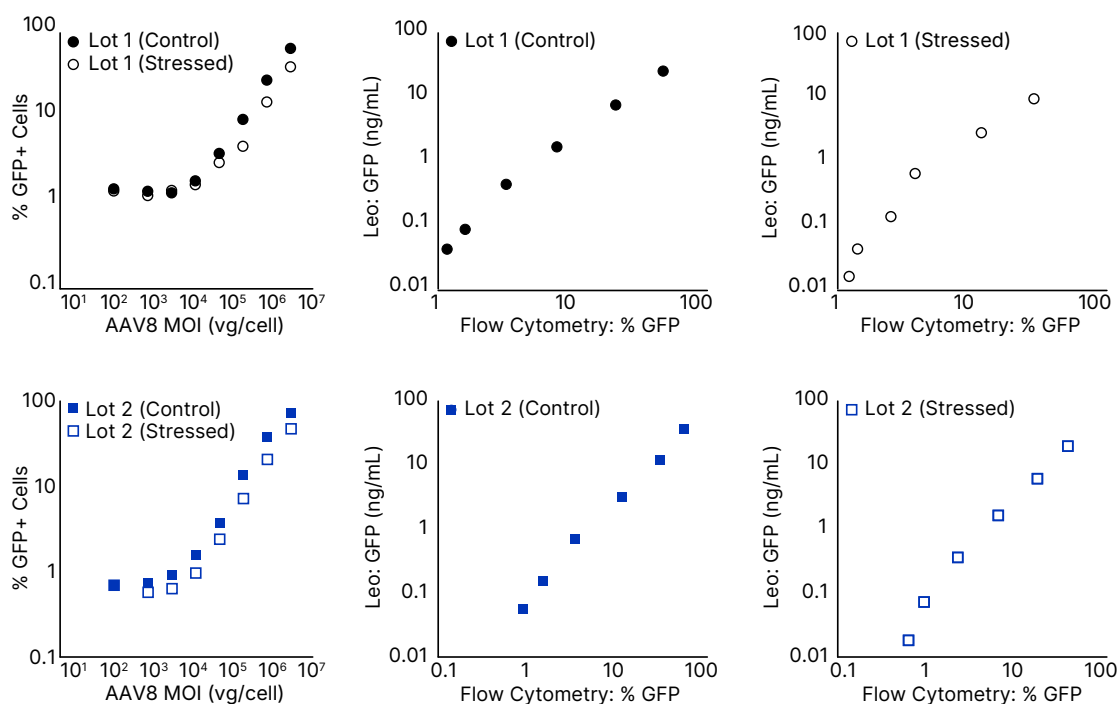 100
10
1
0.1
% GFP+ Cells
Lot 1 (Control)
Lot 1 (Stressed)
10¹ 10² 10³ 10⁴ 10⁵ 10⁶ 10⁷
AAV8 MOI (vg/cell)
100
10
1
0.1
0.01
Leo: GFP (ng/mL)
Lot 1 (Control)
1 10 100
Flow Cytometry: % GFP
100
10
1
0.1
0.01
Leo: GFP (ng/mL)
Lot 1 (Stressed)
1 10 100
Flow Cytometry: % GFP
100
10
1
0.1
% GFP+ Cells
Lot 2 (Control)
Lot 2 (Stressed)
10¹ 10² 10³ 10⁴ 10⁵ 10⁶ 10⁷
AAV8 MOI (vg/cell)
100
10
1
0.1
0.01
Leo: GFP (ng/mL)
Lot 2 (Control)
0.1 1 10 100
Flow Cytometry: % GFP
100
10
1
0.1
0.01
Leo: GFP (ng/mL)
Lot 2 (Stressed)
0.1 1 10 100
Flow Cytometry: % GFP